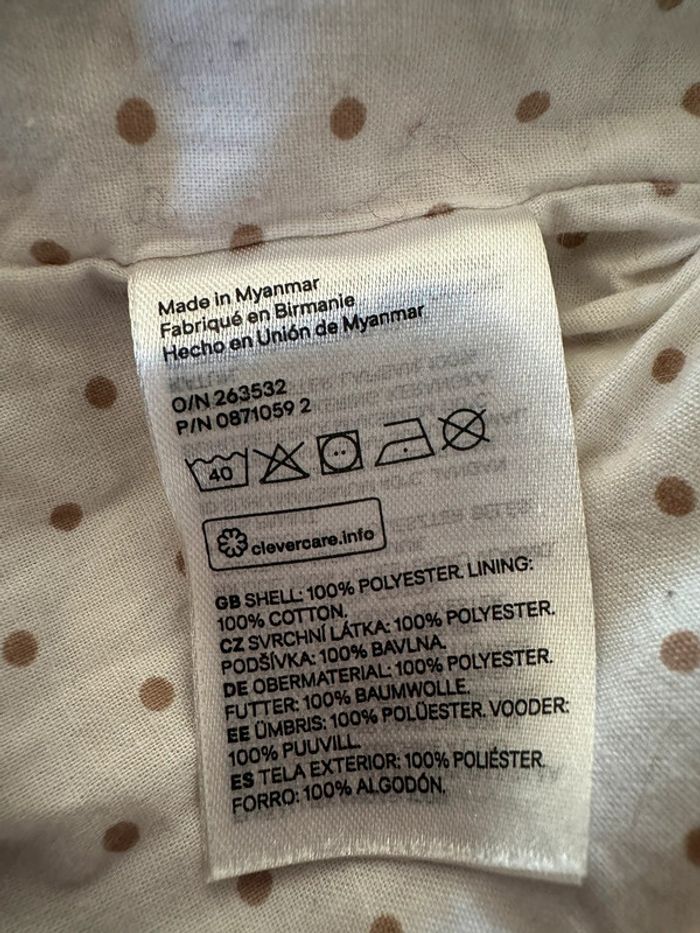 Made in Myanmar
Fabriqué en Birmanie
Hecho en Unión de Myanmar
O/N 263532
P/N 0871059 2
40
clevercare.info
GB SHELL: 100% POLYESTER. LINING:
100% COTTON.
CZ SVRCHNÍ LÁTKA: 100% POLYESTER.
PODŠÍVKA: 100% BAVLNA.
DE OBERMATERIAL: 100% POLYESTER.
FUTTER: 100% BAUMWOLLE.
EE ÜMBRIS: 100% POLÜESTER. VOODER:
100% PUUVILL.
ES TELA EXTERIOR: 100% POLIÉSTER.
FORRO: 100% ALGODÓN.